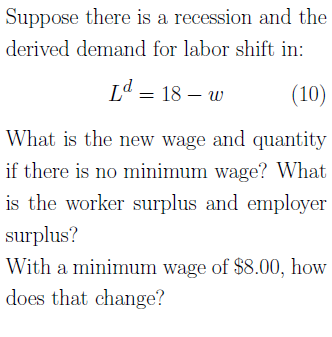 Suppose there is a recession and the
derived demand for labor shift in:
L^d = 18 − w (10)
What is the new wage and quantity
if there is no minimum wage? What
is the worker surplus and employer
surplus?
With a minimum wage of $8.00, how
does that change?